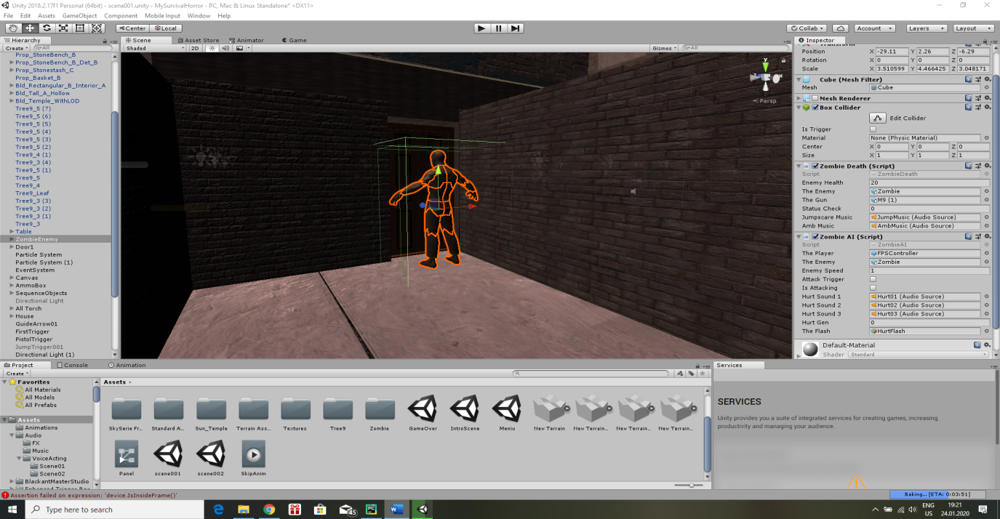 Unity 2018.2.17f1 Personal (64bit) - scene001.unity - MySurvivalHorror - PC, Mac & Linux Standalone* <DX11>
File Edit Assets GameObject Component Mobile Input Window Help
Center Local Collab Account Layers Layout
Hierarchy
Create All
Prop_StoneBench_B
Prop_StoneBench_B_Det_B
Prop_Stonestash_C
Prop_Basket_B
Bld_Rectangular_B_Interior_A
Bld_Tall_A_Hollow
Bld_Temple_WithLOD
Tree9_5 (7)
Tree9_5 (6)
Tree9_5 (5)
Tree9_5 (4)
Tree9_5 (3)
Tree9_5 (2)
Tree9_4 (1)
Tree9_3 (4)
Tree9_5 (1)
Tree9_5
Tree9_4
Tree9_Leaf
Tree9_3 (3)
Tree9_3 (2)
Tree9_3 (1)
Tree9_3
Table
ZombieEnemy
Door1
Particle System
Particle System (1)
EventSystem
Canvas
AmmoBox
SequenceObjects
Directional Light
All Torch
House
GuideArrow01
FirstTrigger
PistolTrigger
JumpTrigger001
Directional Light (1)
Scene Asset Store Animator Game
Shaded 2D Gizmos All
y
x
z
Persp
Inspector
Transform
Position X -29.11 Y 2.26 Z -6.29
Rotation X 0 Y 0 Z 0
Scale X 3.510599 Y 4.466425 Z 3.048171
Cube (Mesh Filter)
Mesh Cube
Mesh Renderer
Box Collider
Edit Collider
Is Trigger
Material None (Physic Material)
Center X 0 Y 0 Z 0
Size X 1 Y 1 Z 1
Zombie Death (Script)
Script ZombieDeath
Enemy Health 20
The Enemy Zombie
The Gun M9 (1)
Status Check 0
Jumpscare Music JumpMusic (Audio Source)
Amb Music AmbMusic (Audio Source)
Zombie AI (Script)
Script ZombieAI
The Player FPSController
The Enemy Zombie
Enemy Speed 1
Attack Trigger
Is Attacking
Hurt Sound 1 Hurt01 (Audio Source)
Hurt Sound 2 Hurt02 (Audio Source)
Hurt Sound 3 Hurt03 (Audio Source)
Hurt Gen 0
The Flash HurtFlash
Default-Material
Shader Standard
Project Console Animation
Create
Favorites
All Materials
All Models
All Prefabs
Assets
Animations
Audio
FX
Music
VoiceActing
Scene01
Scene02
BlackantMasterStudio
Enhanced Trigger Box
Assets
SkySerie Fr... Standard A... Sun_Temple Terrain Ass... Textures Tree9 Zombie GameOver IntroScene Meniu New Terrain New Terrain... New Terrain... New Terrain...
Panel scene001 scene002 SkipAnim
Services
SERVICES
Unity provides you a suite of integrated services for creating games, increasing
productivity and managing your audience.
Assertion failed on expression: 'device.IsInsideFrame()'
Baking... [ETA: 0:03:51]
Type here to search
45
PC
W
ENG
US
19:21
24.01.2020